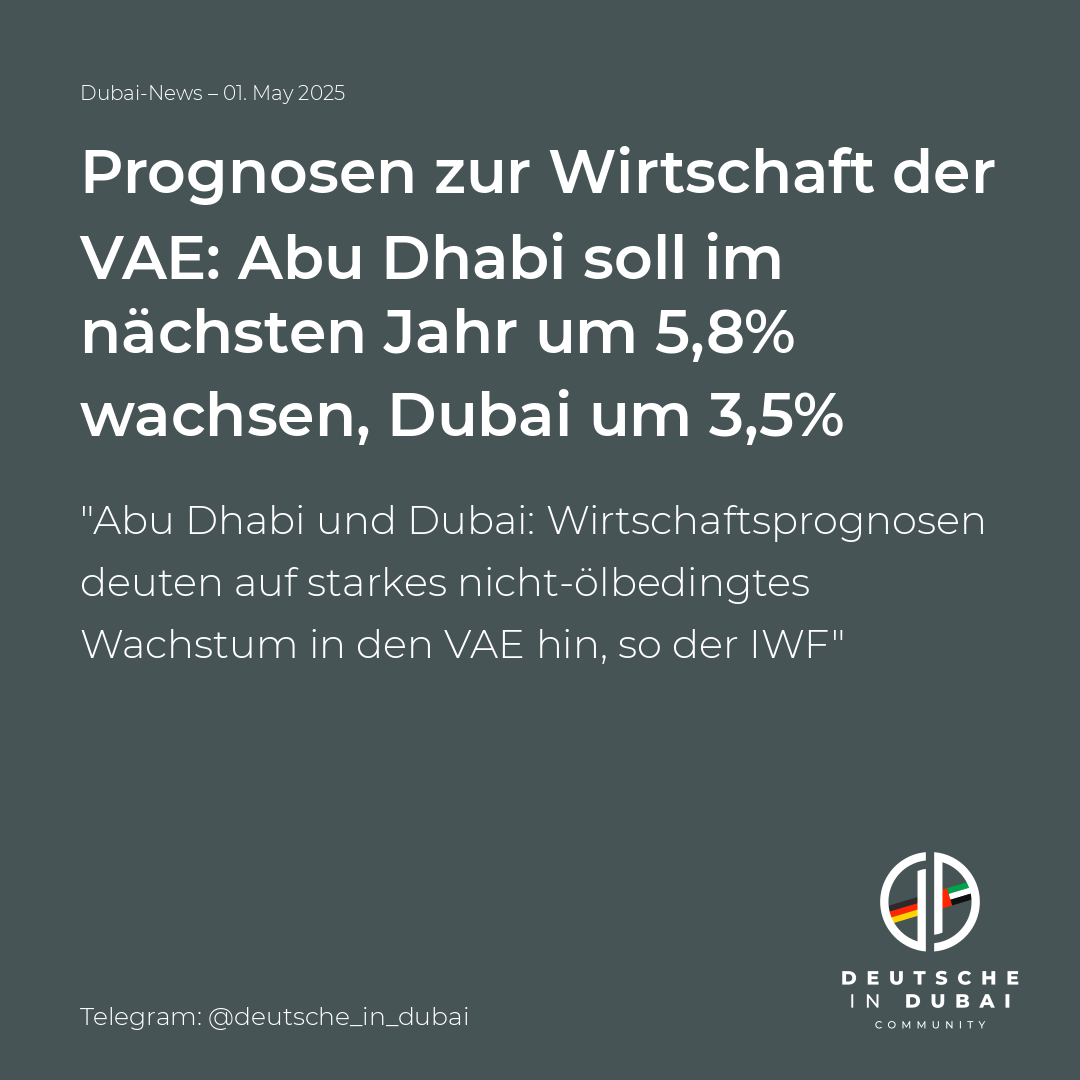 Dubai-News – 01. May 2025
Prognosen zur Wirtschaft der
VAE: Abu Dhabi soll im
nächsten Jahr um 5,8%
wachsen, Dubai um 3,5%
"Abu Dhabi und Dubai: Wirtschaftsprognosen
deuten auf starkes nicht-ölbedingtes
Wachstum in den VAE hin, so der IWF"
DEUTSCHE
IN DUBAI
COMMUNITY
Telegram: @deutsche_in_dubai